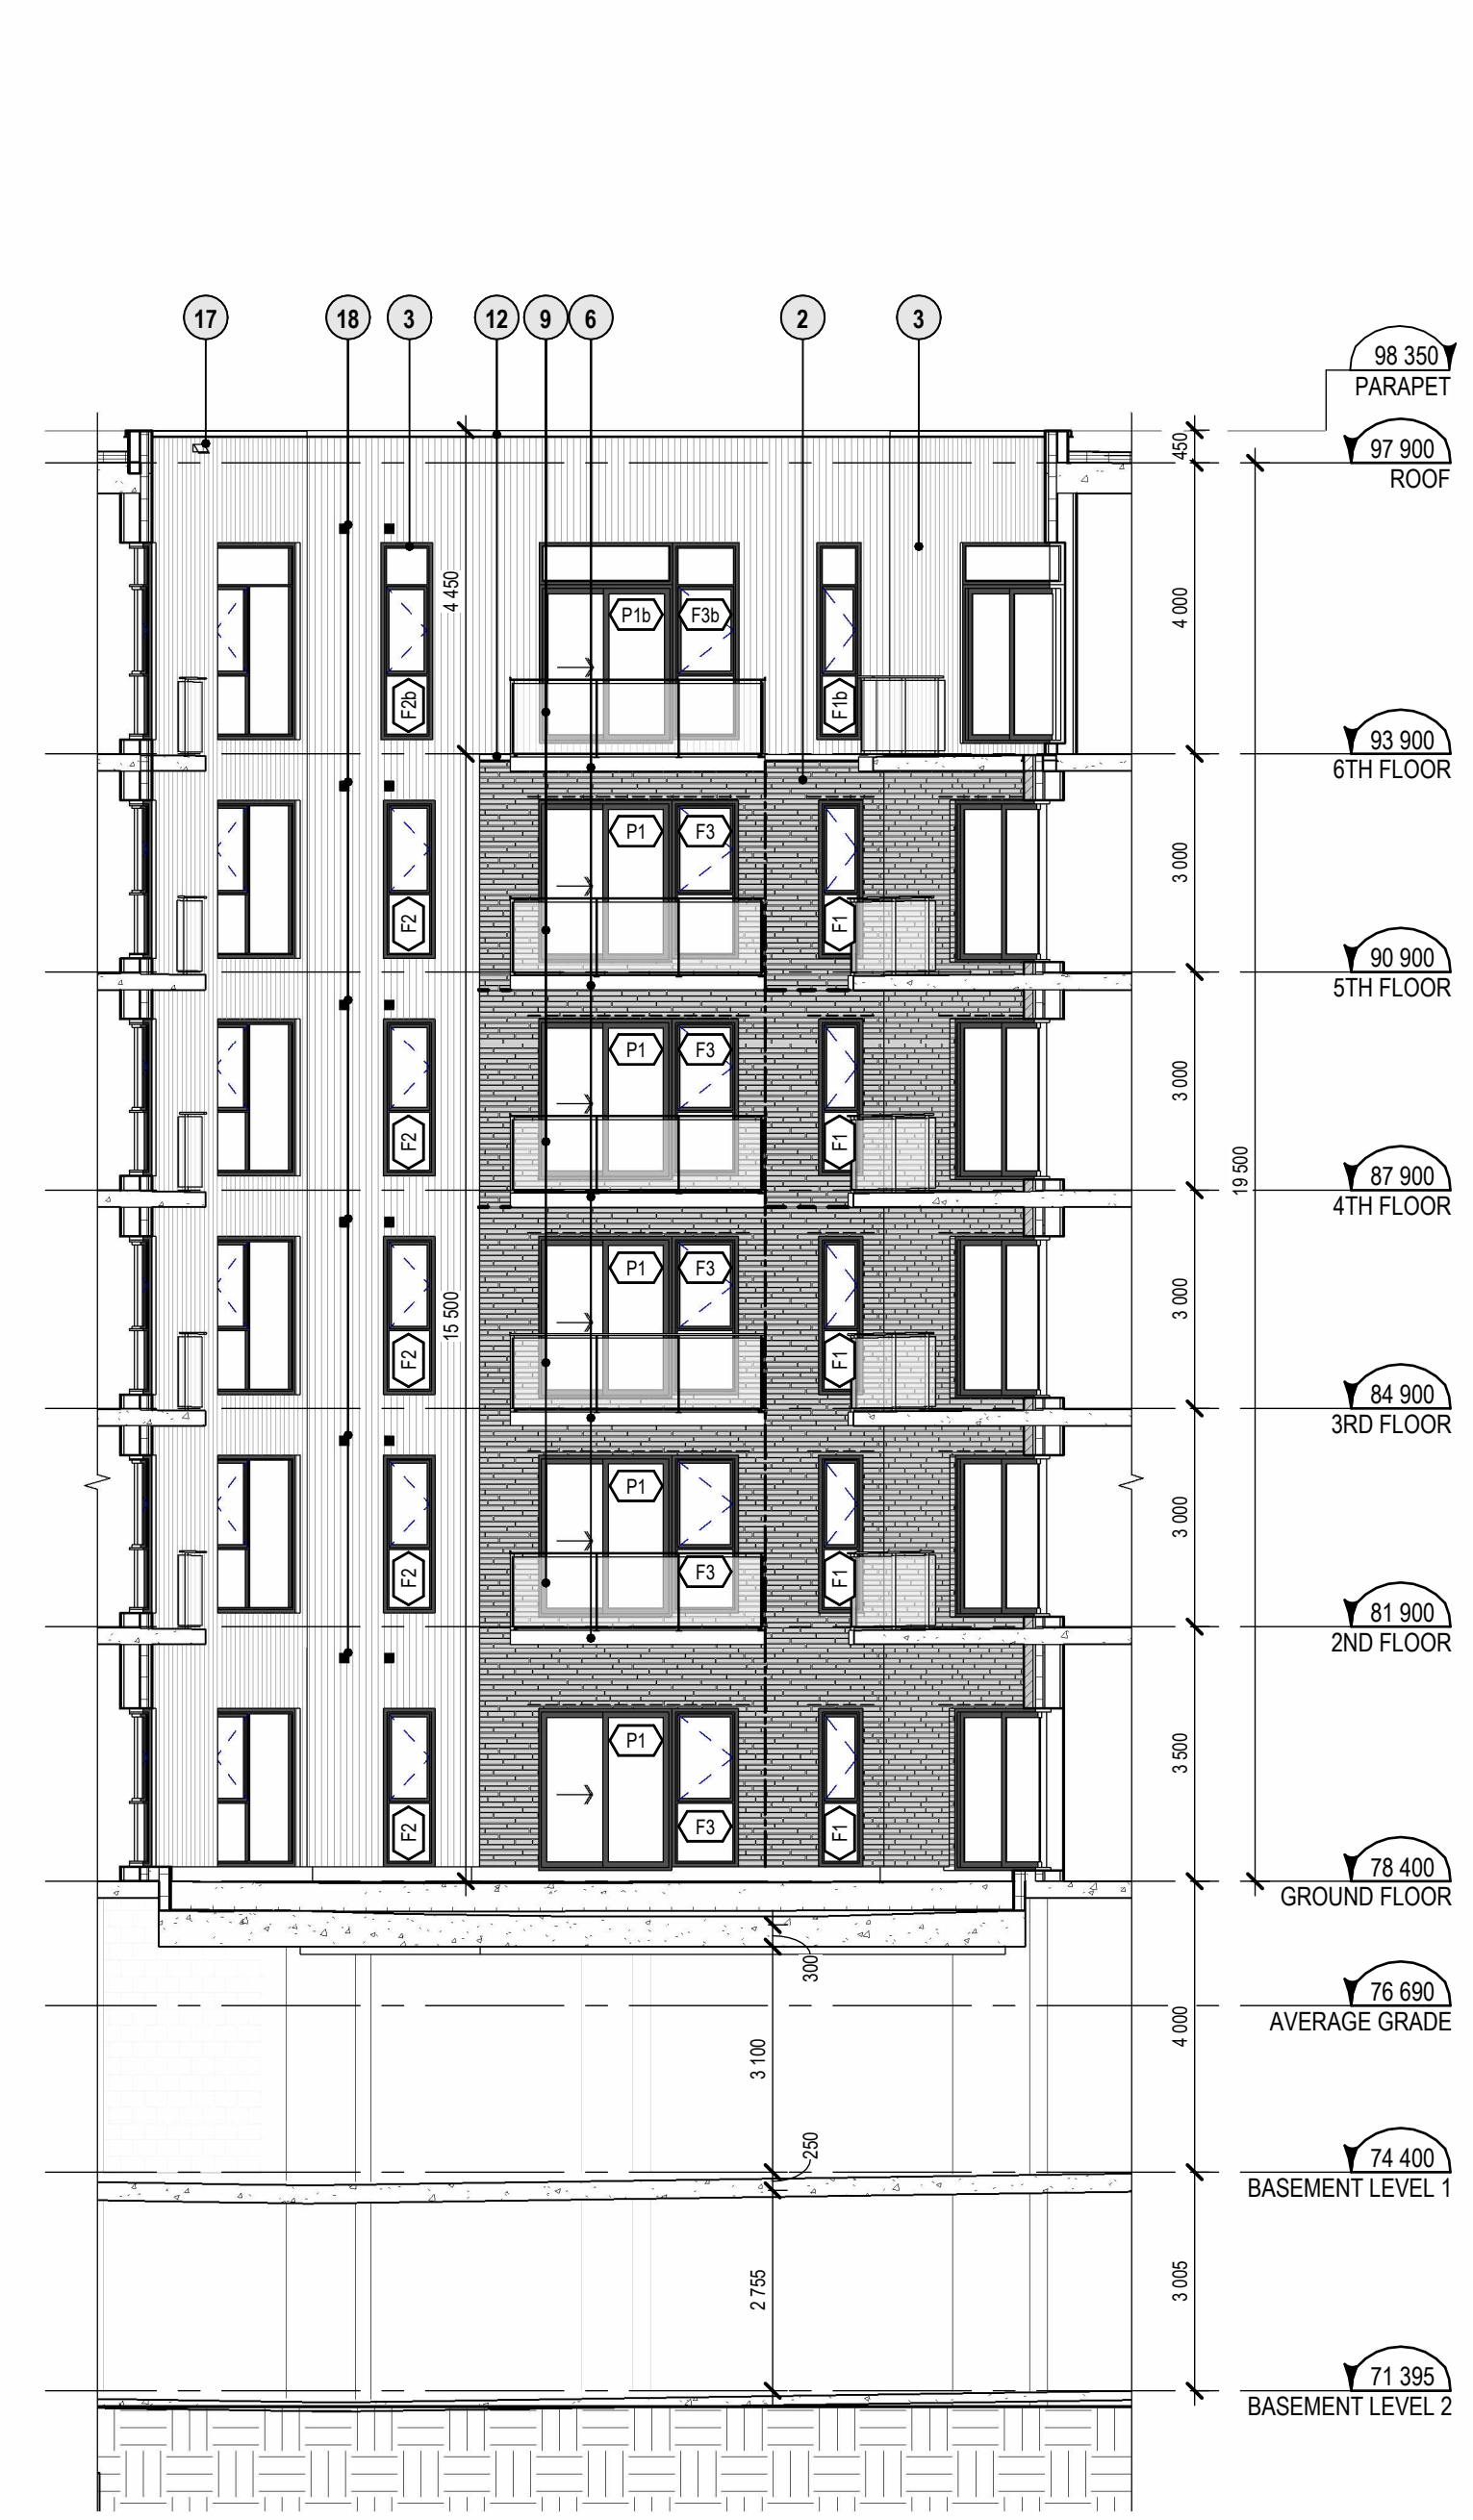 17 18 3 12 9 6 2 3
98 350
PARAPET
450
97 900
ROOF
4 450
4 000
P1b F3b
F2b F1b
93 900
6TH FLOOR
P1 F3
3 000
F2 F1
90 900
5TH FLOOR
P1 F3
3 000
F2 F1
19 500
87 900
4TH FLOOR
P1 F3
3 000
15 500
F2 F1
84 900
3RD FLOOR
P1
3 000
F2 F3 F1
81 900
2ND FLOOR
P1
3 500
F2 F3 F1
78 400
GROUND FLOOR
300
76 690
AVERAGE GRADE
3 100
4 000
250
74 400
BASEMENT LEVEL 1
2 755
3 005
71 395
BASEMENT LEVEL 2